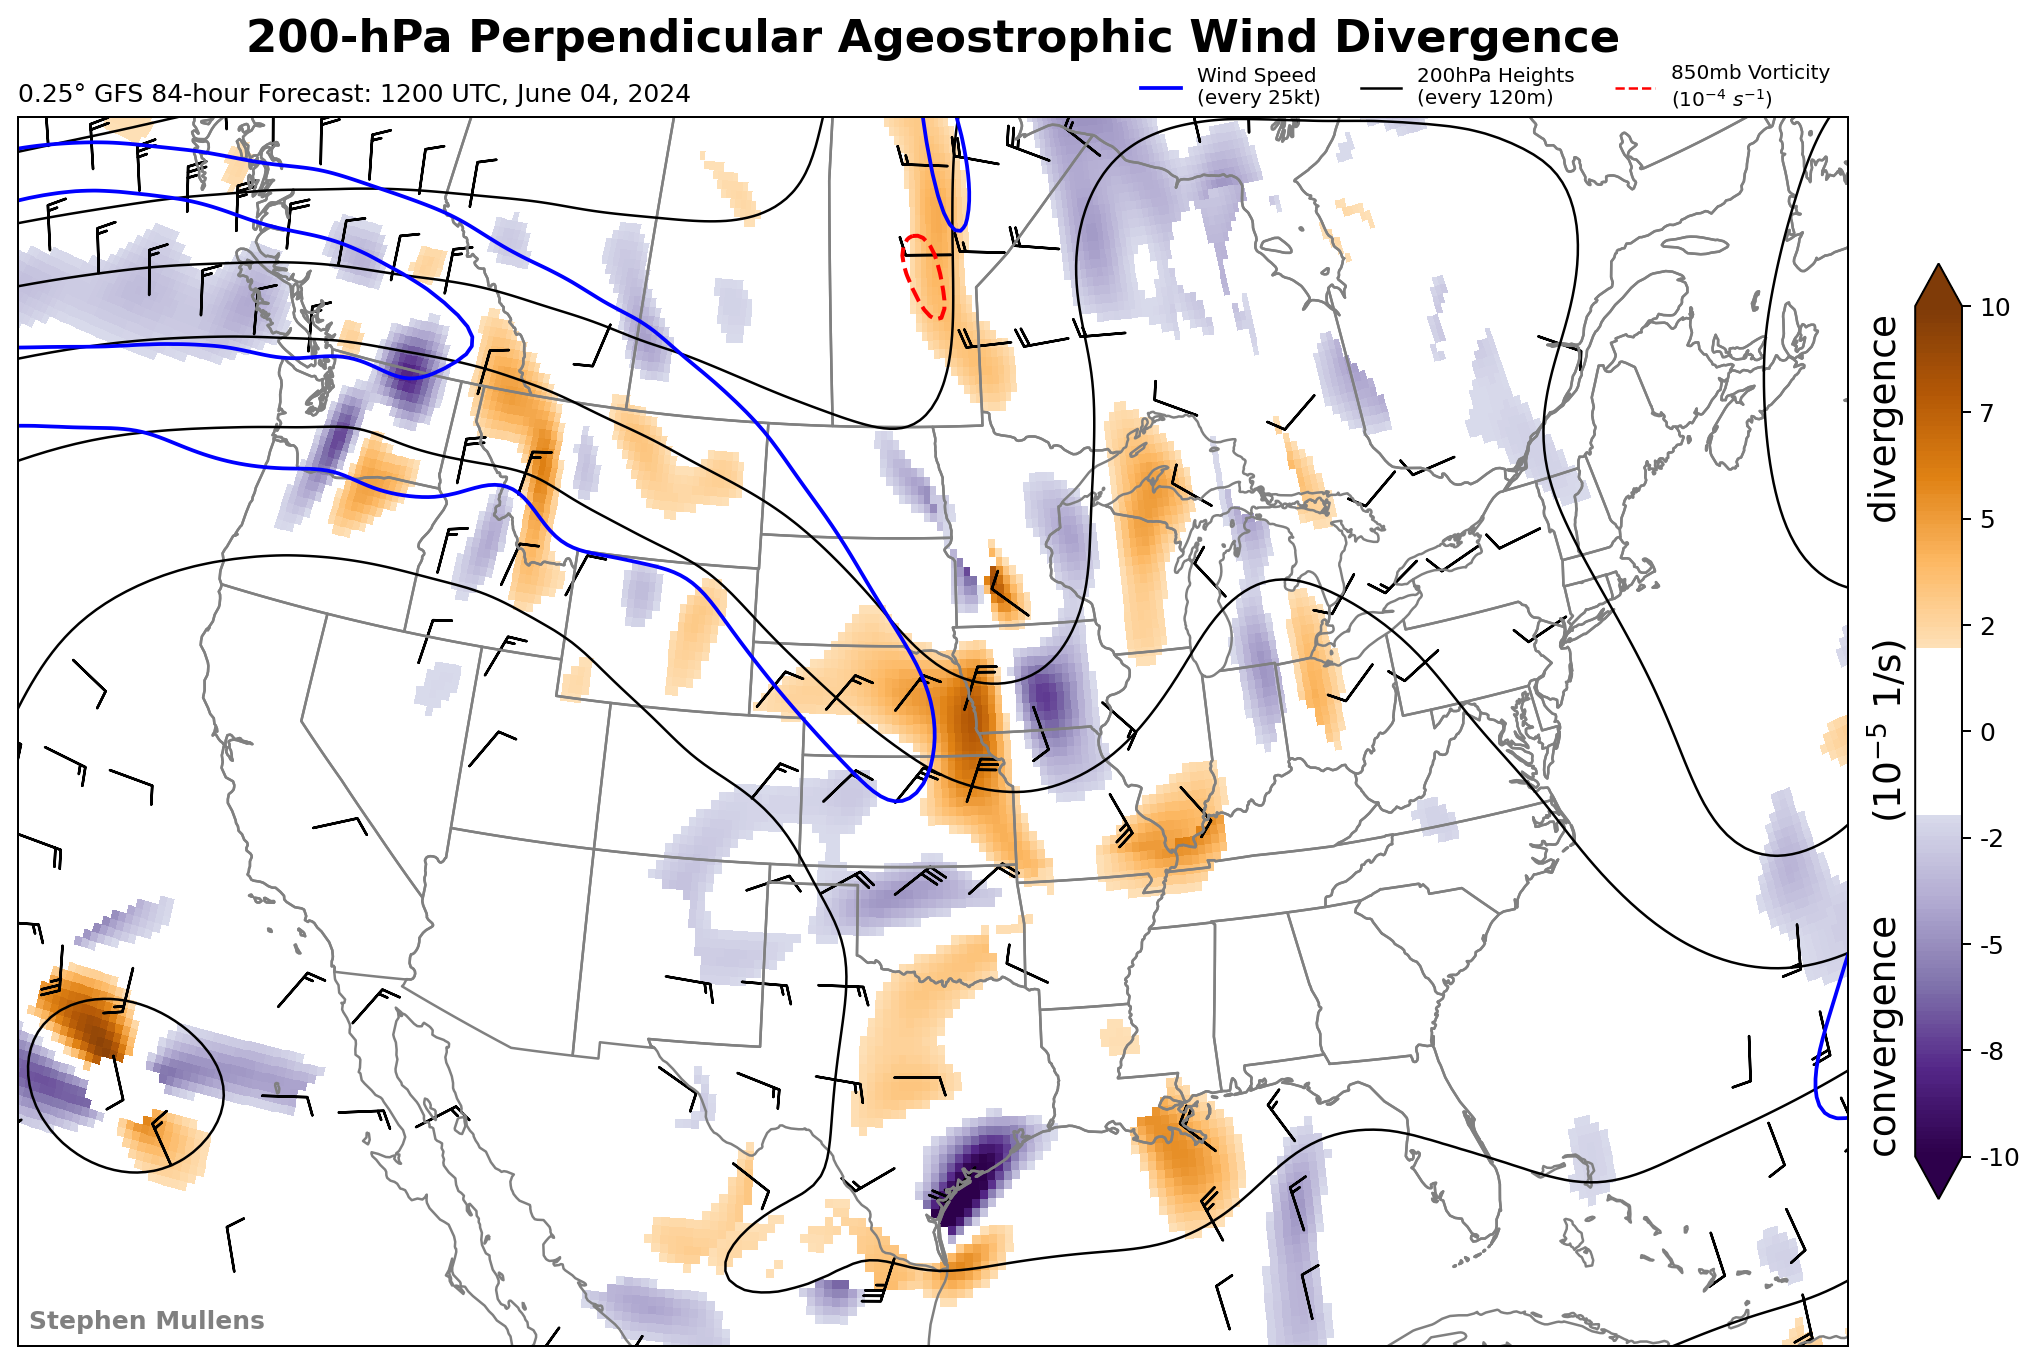 200-hPa Perpendicular Ageostrophic Wind Divergence
0.25° GFS 84-hour Forecast: 1200 UTC, June 04, 2024
Wind Speed
(every 25kt)
200hPa Heights
(every 120m)
850mb Vorticity
(10⁻⁴ s⁻¹)
10
7
5
2
0
-2
-5
-8
-10
convergence (10⁻⁵ 1/s) divergence
Stephen Mullens